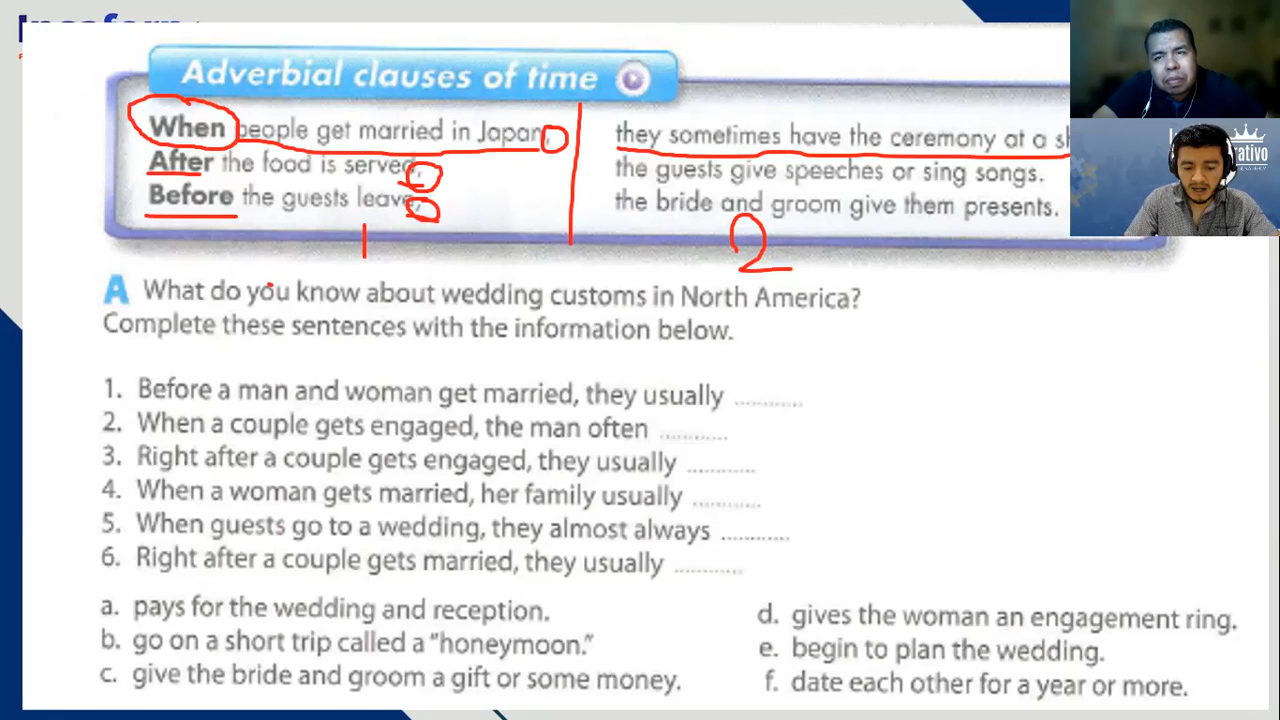 Adverbial clauses of time
When people get married in Japan, they sometimes have the ceremony at a
After the food is served, the guests give speeches or sing songs.
Before the guests leave, the bride and groom give them presents.
1 2
A What do you know about wedding customs in North America?
Complete these sentences with the information below.
1. Before a man and woman get married, they usually ............
2. When a couple gets engaged, the man often ............
3. Right after a couple gets engaged, they usually ............
4. When a woman gets married, her family usually ............
5. When guests go to a wedding, they almost always ............
6. Right after a couple gets married, they usually ............
a. pays for the wedding and reception.
b. go on a short trip called a "honeymoon."
c. give the bride and groom a gift or some money.
d. gives the woman an engagement ring.
e. begin to plan the wedding.
f. date each other for a year or more.